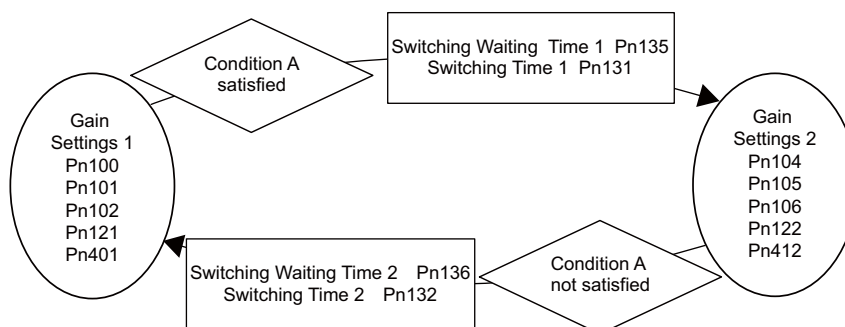 Condition A
satisfied
Switching Waiting Time 1 Pn135
Switching Time 1 Pn131
Gain
Settings 1
Pn100
Pn101
Pn102
Pn121
Pn401
Gain
Settings 2
Pn104
Pn105
Pn106
Pn122
Pn412
Switching Waiting Time 2 Pn136
Switching Time 2 Pn132
Condition A
not satisfied